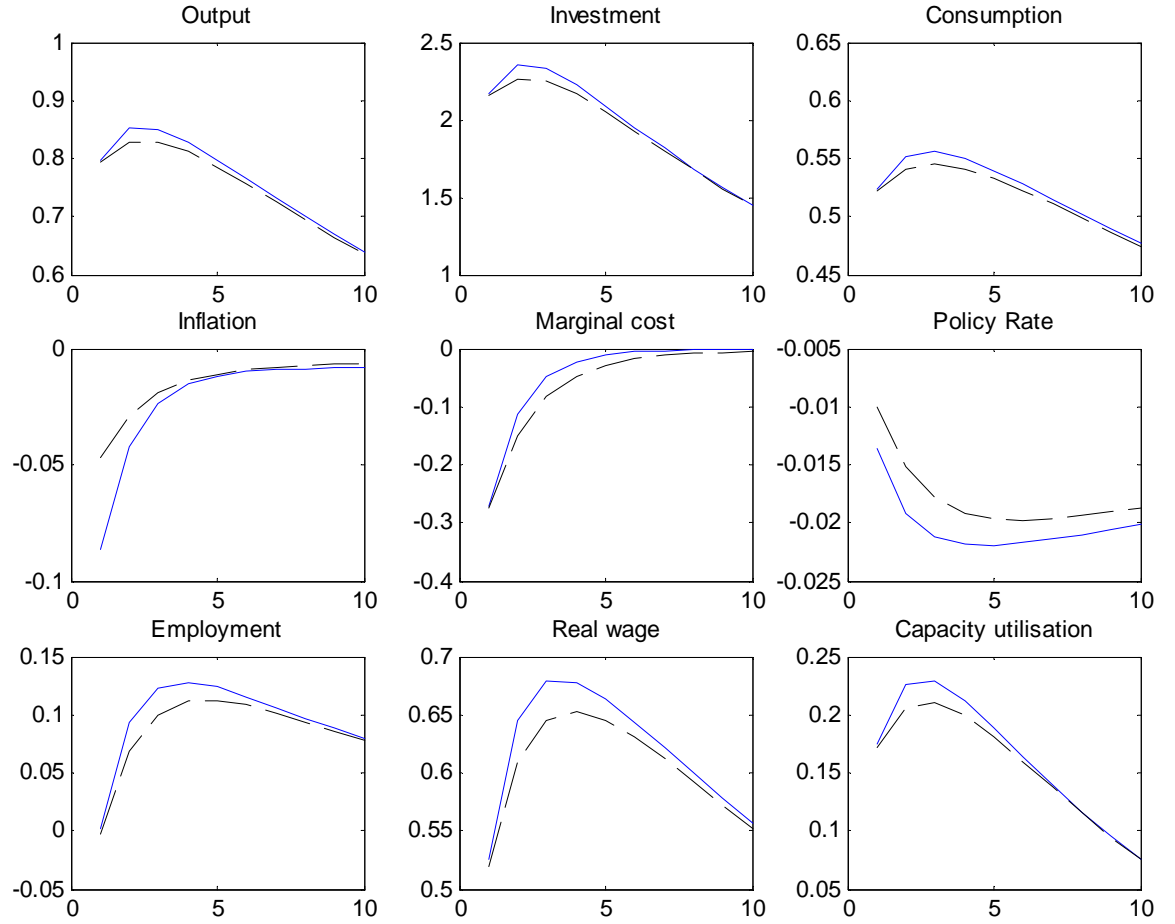 Output
1
0.9
0.8
0.7
0.6
0 5 10
Investment
2.5
2
1.5
1
0 5 10
Consumption
0.65
0.6
0.55
0.5
0.45
0 5 10
Inflation
0
-0.05
-0.1
0 5 10
Marginal cost
0
-0.1
-0.2
-0.3
-0.4
0 5 10
Policy Rate
-0.005
-0.01
-0.015
-0.02
-0.025
0 5 10
Employment
0.15
0.1
0.05
0
-0.05
0 5 10
Real wage
0.7
0.65
0.6
0.55
0.5
0 5 10
Capacity utilisation
0.25
0.2
0.15
0.1
0.05
0 5 10